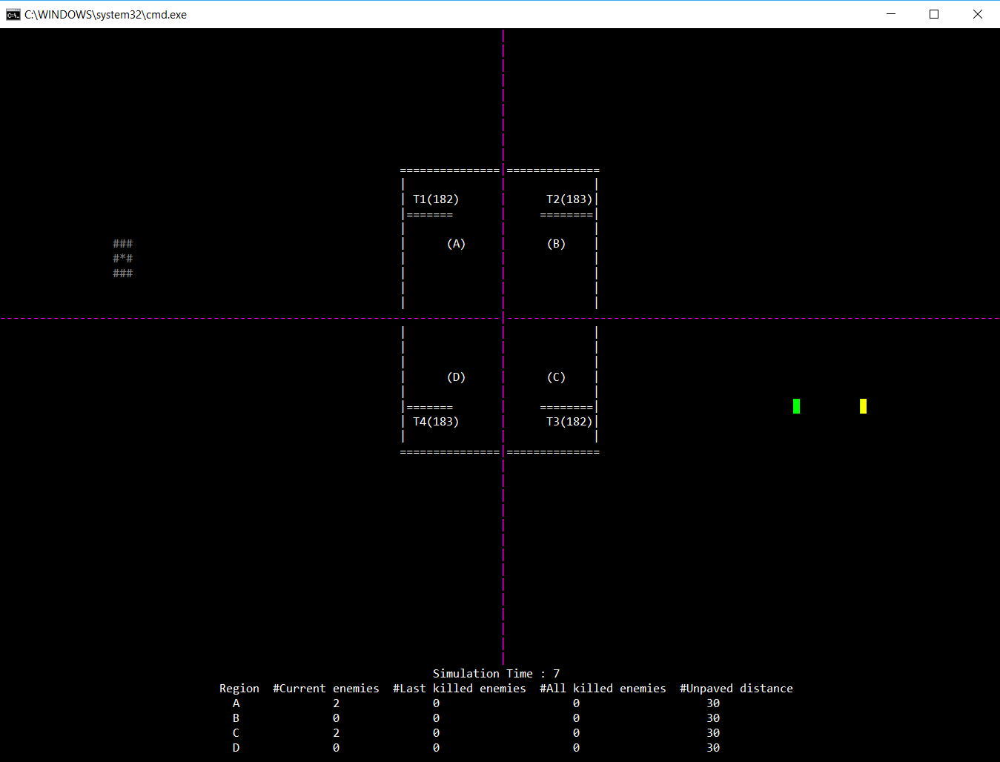 C:\WINDOWS\system32\cmd.exe
===============|==============
T1(182) T2(183)
======= ========
(A) (B)
###
#*#
###
(D) (C)
======= ========
T4(183) T3(182)
===============|==============
Simulation Time : 7
Region #Current enemies #Last killed enemies #All killed enemies #Unpaved distance
A 2 0 0 30
B 0 0 0 30
C 2 0 0 30
D 0 0 0 30